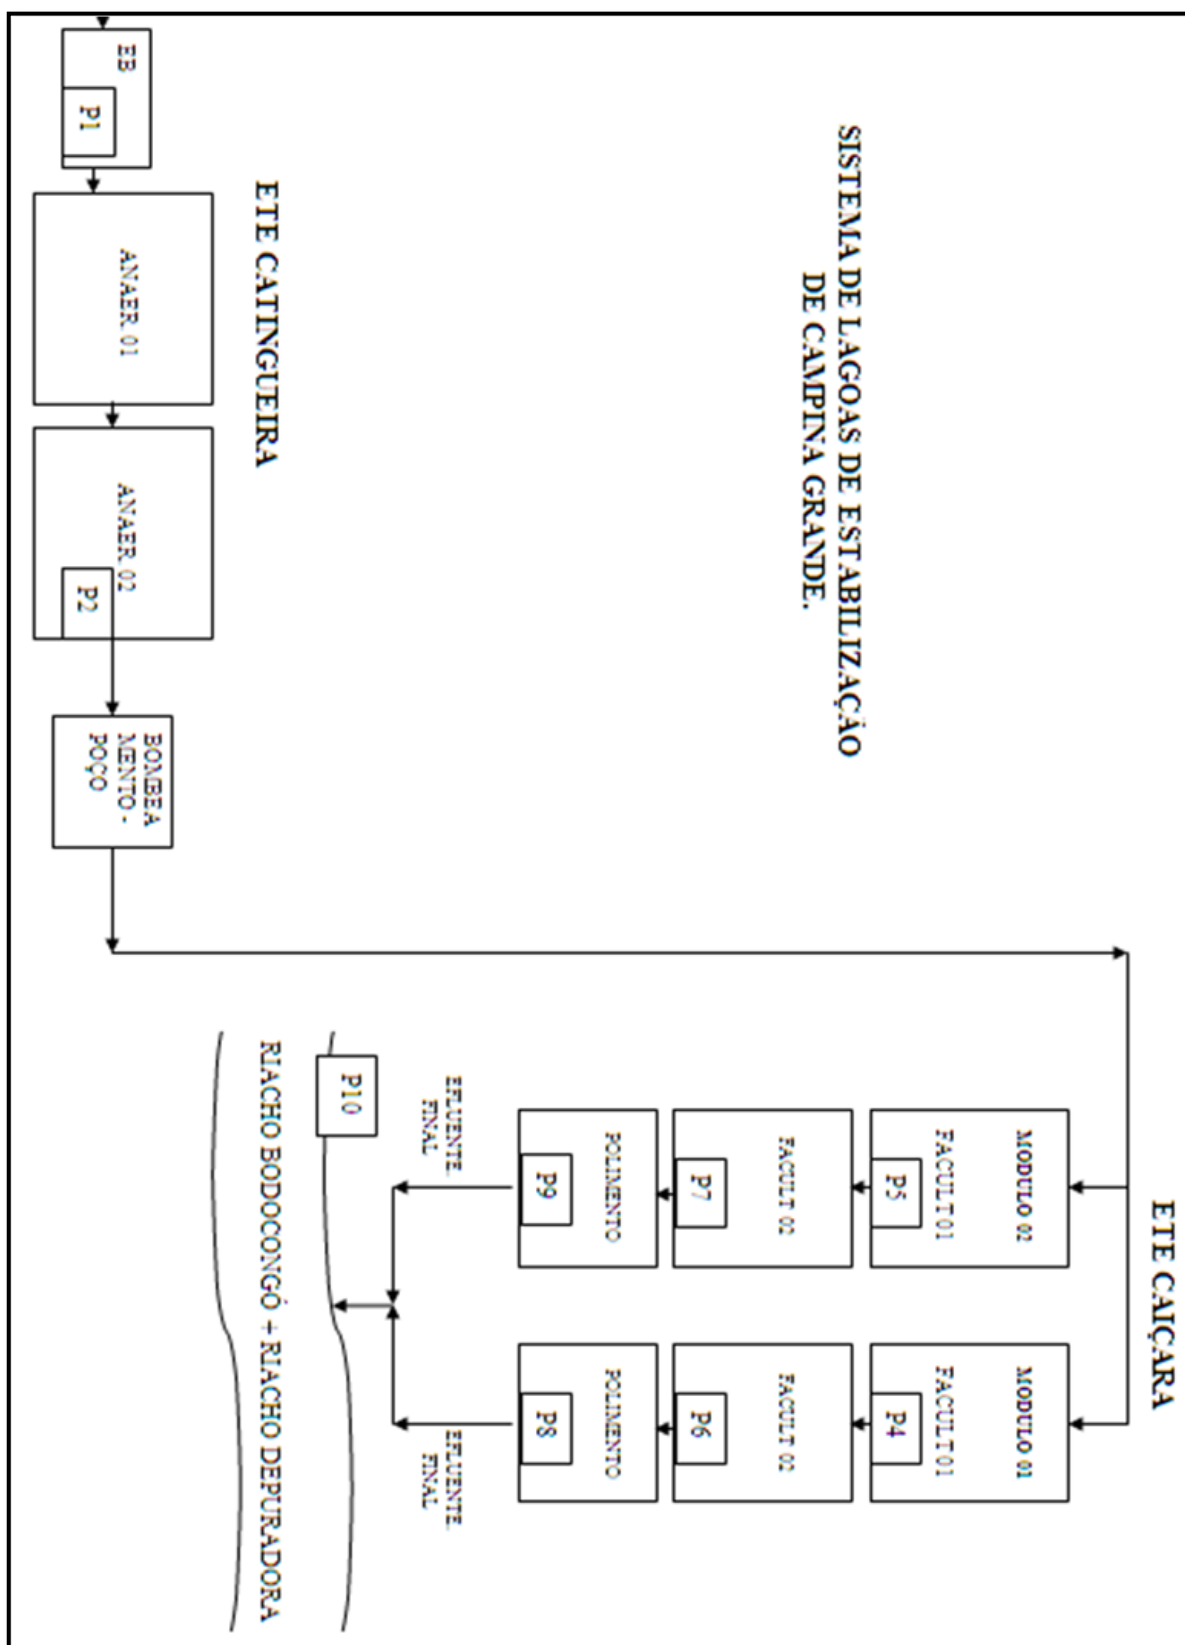 SISTEMA DE LAGOAS DE ESTABILIZAÇÃO
DE CAMPINA GRANDE.
ETE CAIÇARA
MODULO 02
FACULT 01
P5
FACULT 02
P7
POLIMENTO
P9
EFLUENTE
FINAL
MODULO 01
FACULT 01
P4
FACULT 02
P6
POLIMENTO
P8
EFLUENTE
FINAL
P10
RIACHO BODOCONGÓ + RIACHO DEPURADORA
ETE CATINGUEIRA
EB
P1
ANAER 01
ANAER 02
P2
BOMBEA
MENTO -
POÇO